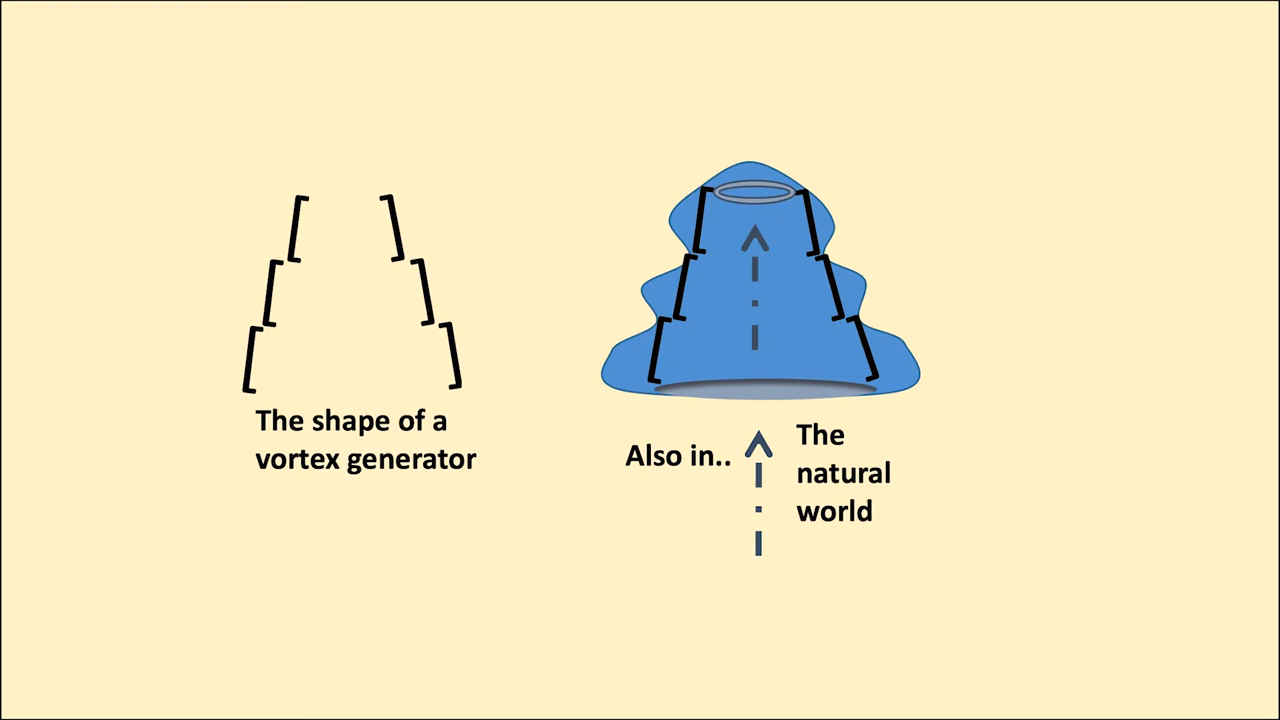 The shape of a
vortex generator
Also in..
The
natural
world